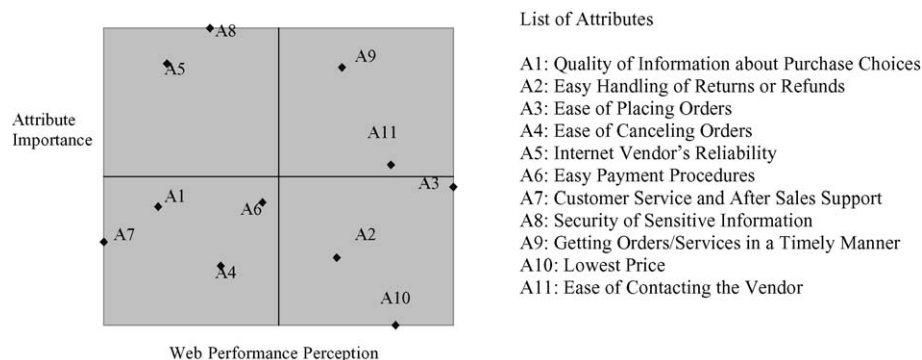 List of Attributes
A8
A9
A5
A1: Quality of Information about Purchase Choices
A2: Easy Handling of Returns or Refunds
A3: Ease of Placing Orders
A4: Ease of Canceling Orders
A5: Internet Vendor's Reliability
A6: Easy Payment Procedures
A7: Customer Service and After Sales Support
A8: Security of Sensitive Information
A9: Getting Orders/Services in a Timely Manner
A10: Lowest Price
A11: Ease of Contacting the Vendor
Attribute
Importance
A11
A3
A1
A6
A7
A2
A4
A10
Web Performance Perception